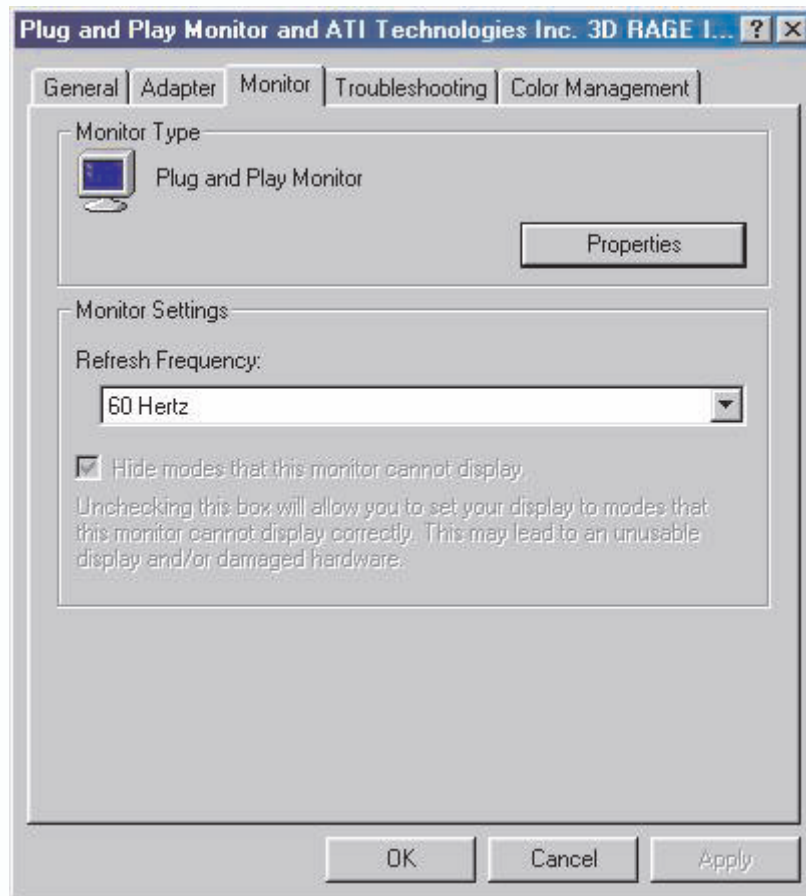 Plug and Play Monitor and ATI Technologies Inc. 3D RAGE I...
General Adapter Monitor Troubleshooting Color Management
Monitor Type
Plug and Play Monitor
Properties
Monitor Settings
Refresh Frequency:
60 Hertz
Hide modes that this monitor cannot display
Unchecking this box will allow you to set your display to modes that
this monitor cannot display correctly. This may lead to an unusable
display and/or damaged hardware.
OK Cancel Apply